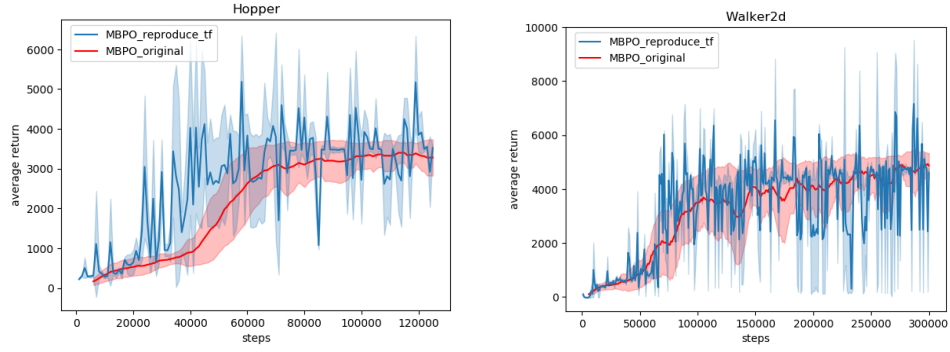 Hopper
MBPO_reproduce_tf
MBPO_original
average return
6000
5000
4000
3000
2000
1000
0
0 20000 40000 60000 80000 100000 120000
steps
Walker2d
MBPO_reproduce_tf
MBPO_original
average return
10000
8000
6000
4000
2000
0
0 50000 100000 150000 200000 250000 300000
steps